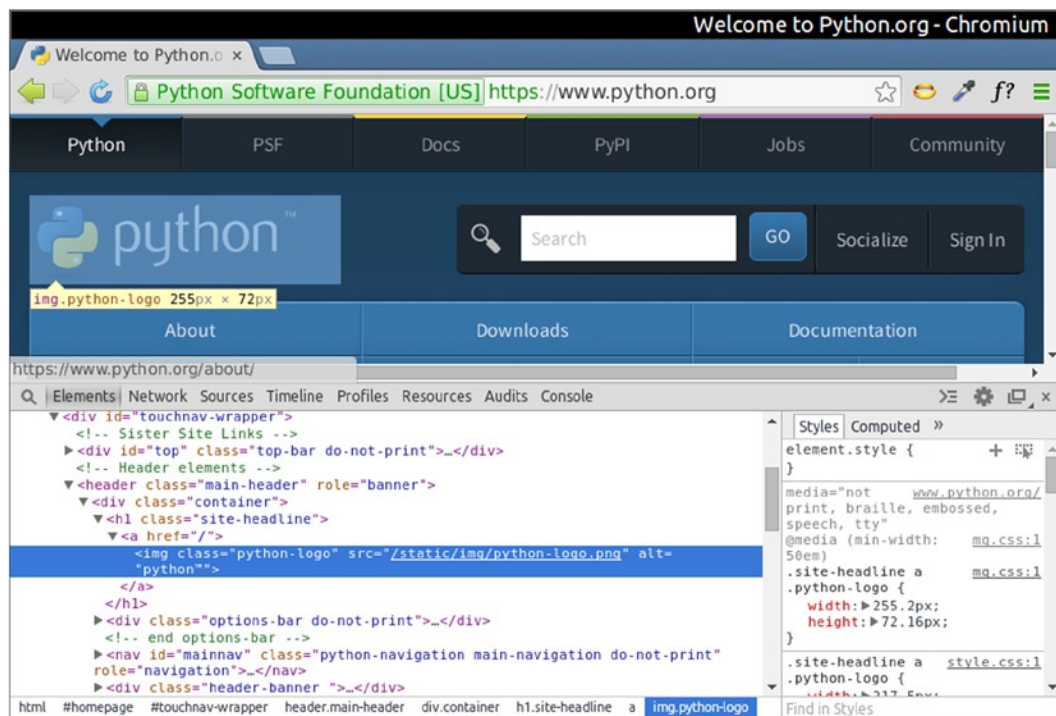 Welcome to Python.org - Chromium
Welcome to Python.o ×
Python Software Foundation [US] https://www.python.org f?
Python PSF Docs PyPI Jobs Community
python™ Search GO Socialize Sign In
img.python-logo 255px × 72px
About Downloads Documentation
https://www.python.org/about/
Elements Network Sources Timeline Profiles Resources Audits Console
▼<div id="touchnav-wrapper">
<!-- Sister Site Links -->
▶<div id="top" class="top-bar do-not-print">…</div>
<!-- Header elements -->
▼<header class="main-header" role="banner">
▼<div class="container">
▼<h1 class="site-headline">
▼<a href="/">
<img class="python-logo" src="/static/img/python-logo.png" alt=
"python™">
</a>
</h1>
▶<div class="options-bar do-not-print">…</div>
<!-- end options-bar -->
▶<nav id="mainnav" class="python-navigation main-navigation do-not-print"
role="navigation">…</nav>
▶<div class="header-banner ">…</div>
Styles Computed »
element.style {
}
media="not www.python.org/
print, braille, embossed,
speech, tty"
@media (min-width: mq.css:1
50em)
.site-headline a mq.css:1
.python-logo {
width:▶255.2px;
height:▶72.16px;
}
.site-headline a style.css:1
.python-logo {
width:▶217.5px;
html #homepage #touchnav-wrapper header.main-header div.container h1.site-headline a img.python-logo
Find in Styles